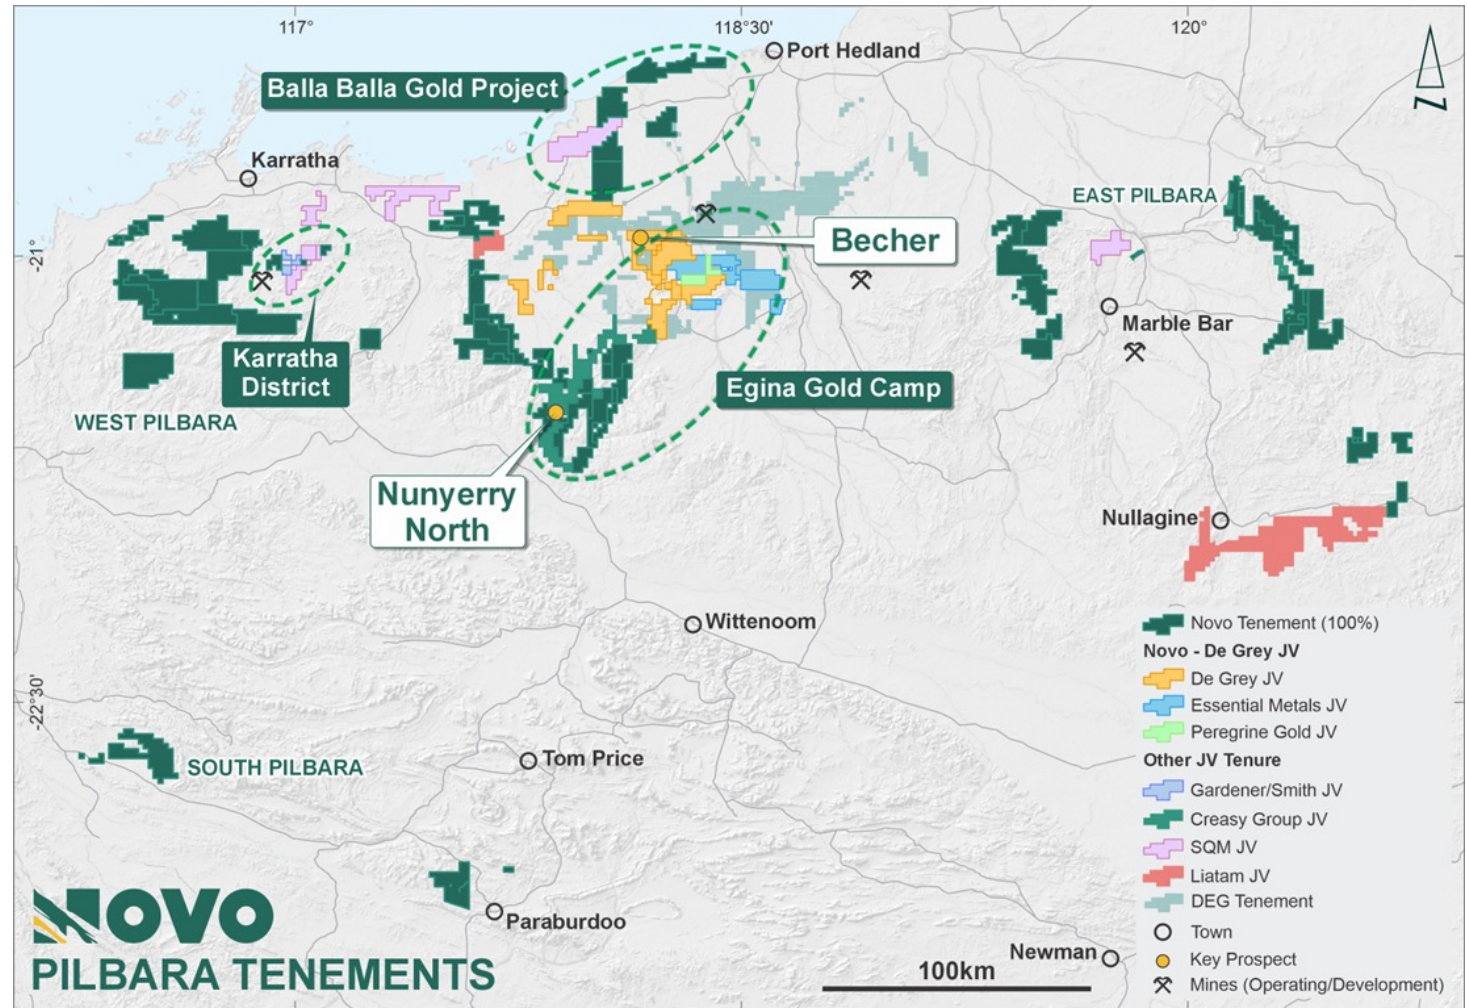 117°
118°30'
120°
Port Hedland
Z
Balla Balla Gold Project
Karratha
EAST PILBARA
-21°
Becher
Marble Bar
Karratha
District
Egina Gold Camp
WEST PILBARA
Nunyerry
North
Nullagine
Wittenoom
-22°30'
Tom Price
SOUTH PILBARA
Paraburdoo
Newman
NOVO
PILBARA TENEMENTS
100km
Novo Tenement (100%)
Novo - De Grey JV
De Grey JV
Essential Metals JV
Peregrine Gold JV
Other JV Tenure
Gardener/Smith JV
Creasy Group JV
SQM JV
Liatam JV
DEG Tenement
Town
Key Prospect
Mines (Operating/Development)